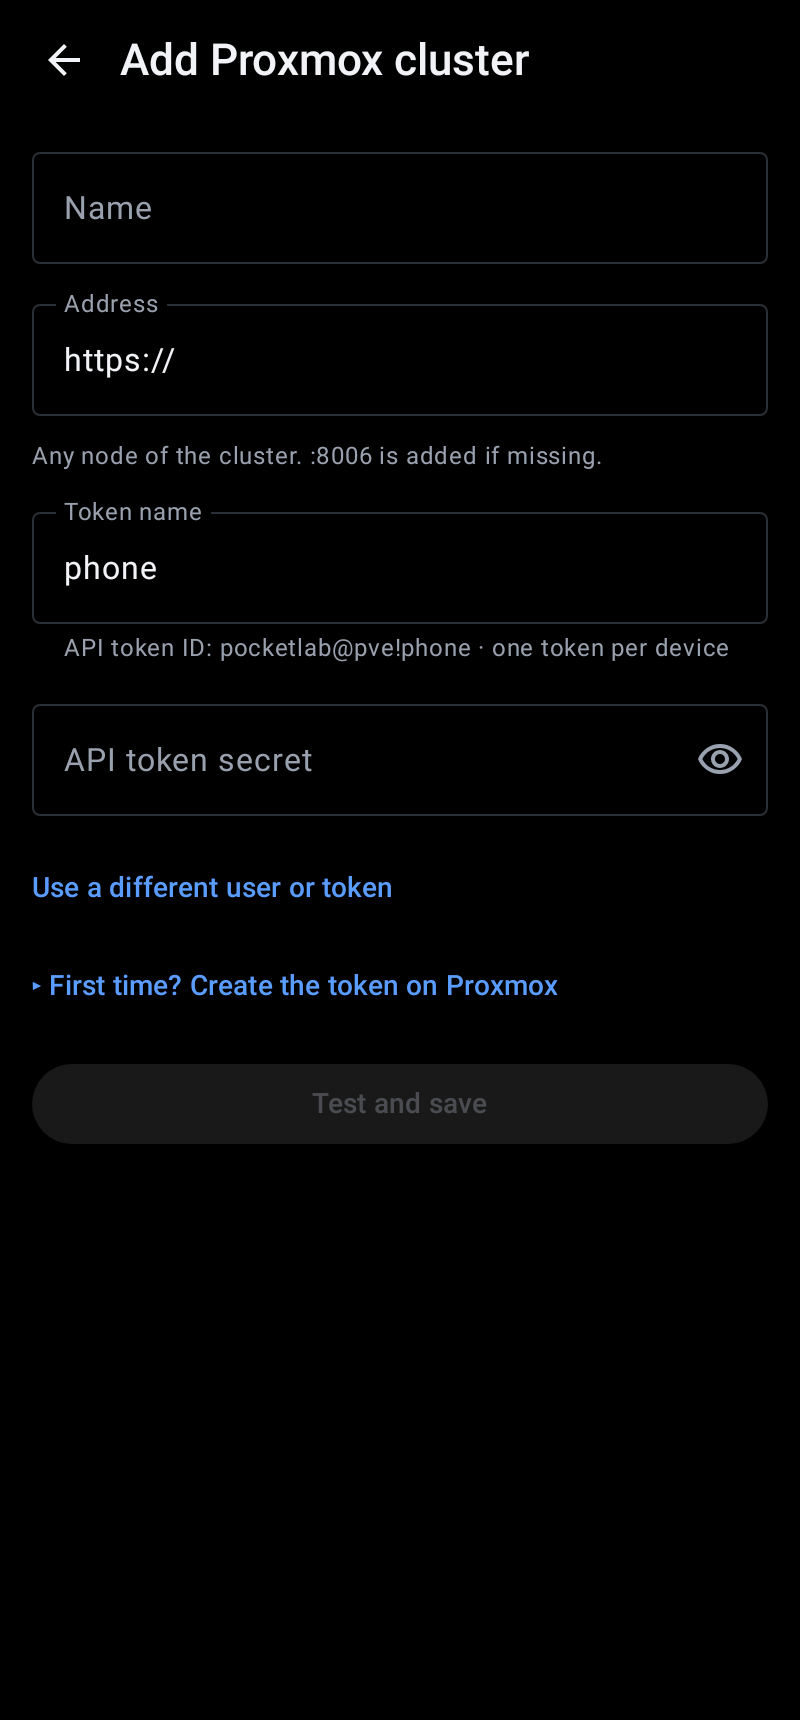 Add Proxmox cluster
Name
Address
https://
Any node of the cluster. :8006 is added if missing.
Token name
phone
API token ID: pocketlab@pve!phone · one token per device
API token secret
Use a different user or token
▸ First time? Create the token on Proxmox
Test and save